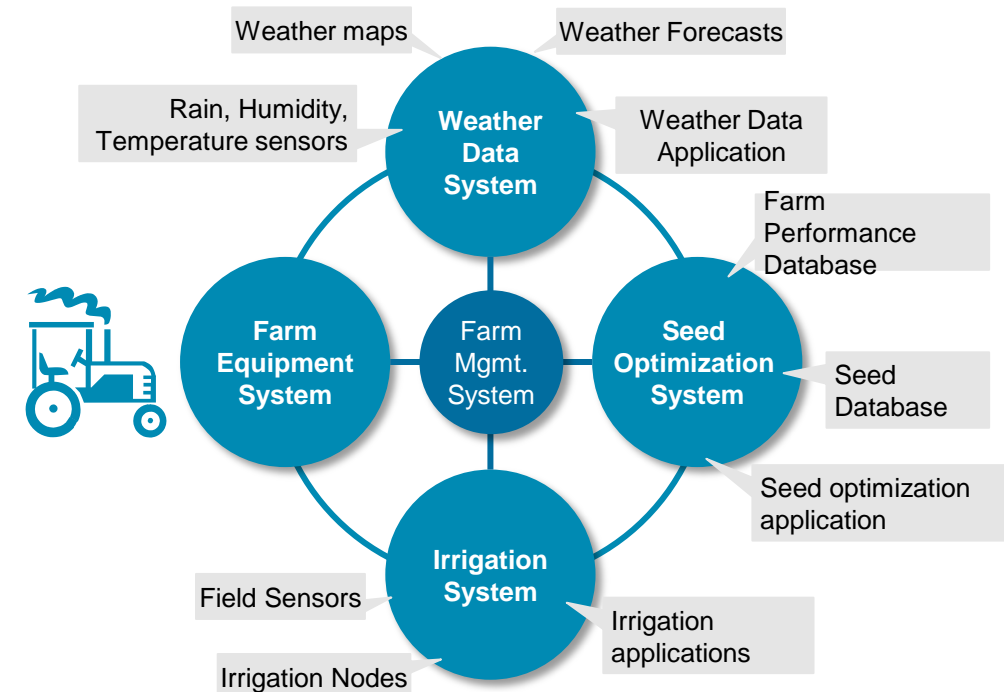 Weather maps
Weather Forecasts
Rain, Humidity,
Temperature sensors
Weather
Data
System
Weather Data
Application
Farm
Performance
Database
Farm
Equipment
System
Farm
Mgmt.
System
Seed
Optimization
System
Seed
Database
Seed optimization
application
Irrigation
System
Field Sensors
Irrigation
applications
Irrigation Nodes